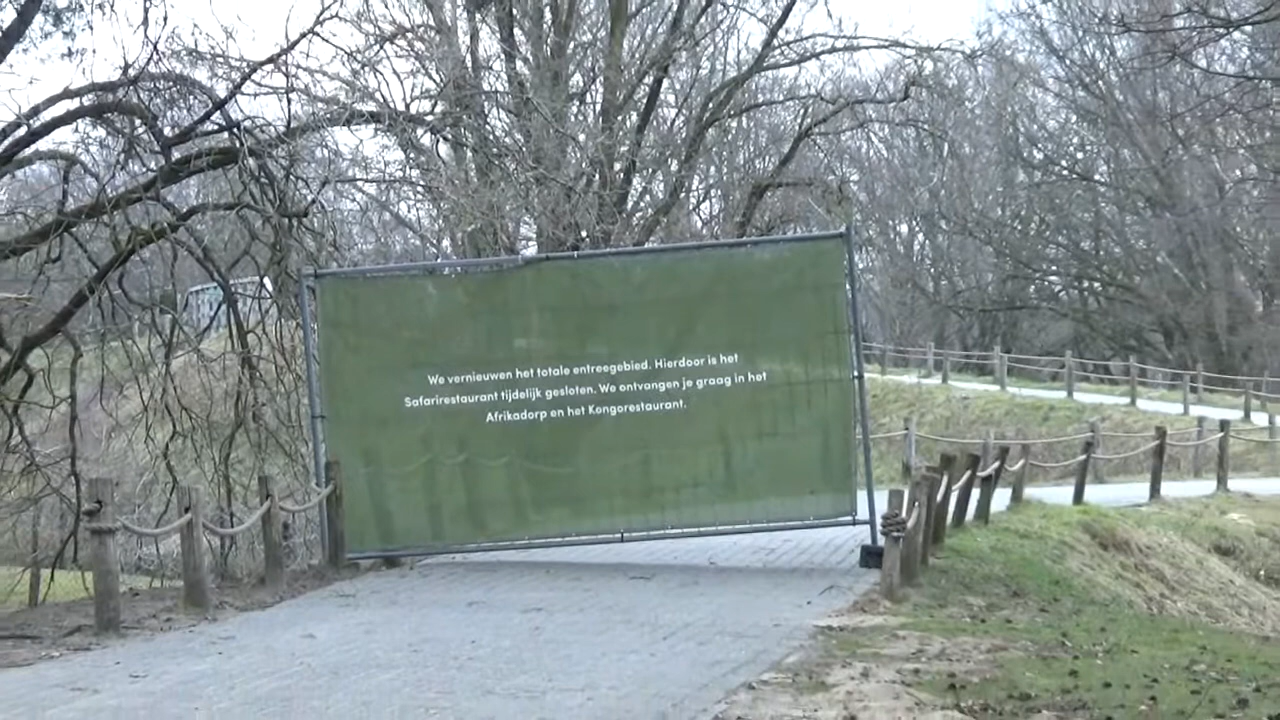 We vernieuwen het totale entreegebied. Hierdoor is het
Safarirestaurant tijdelijk gesloten. We ontvangen je graag in het
Afrikadorp en het Kongorestaurant.